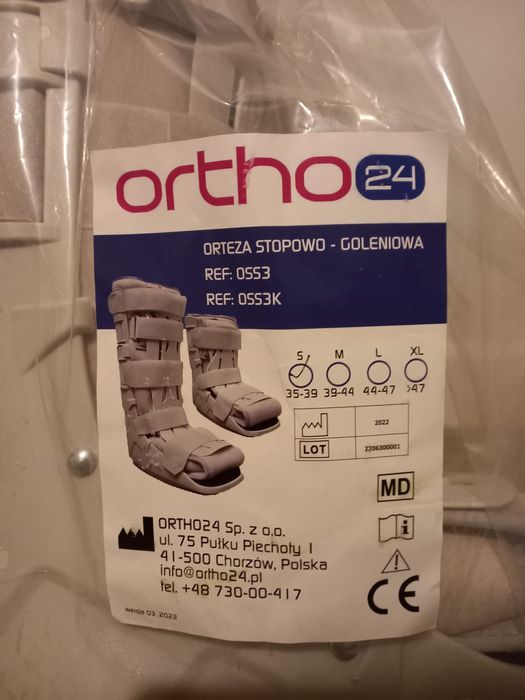 ortho 24
ORTEZA STOPOWO - GOLENIOWA
REF: OSS3
REF: OSS3K
S M L XL
35-39 39-44 44-47 >47
2022
LOT 2206300001
MD
i
ORTHO24 Sp. z o.o.
ul. 75 Pułku Piechoty 1
41-500 Chorzów, Polska
info@ortho24.pl
tel. +48 730-00-417
CE
wersja 03.2022